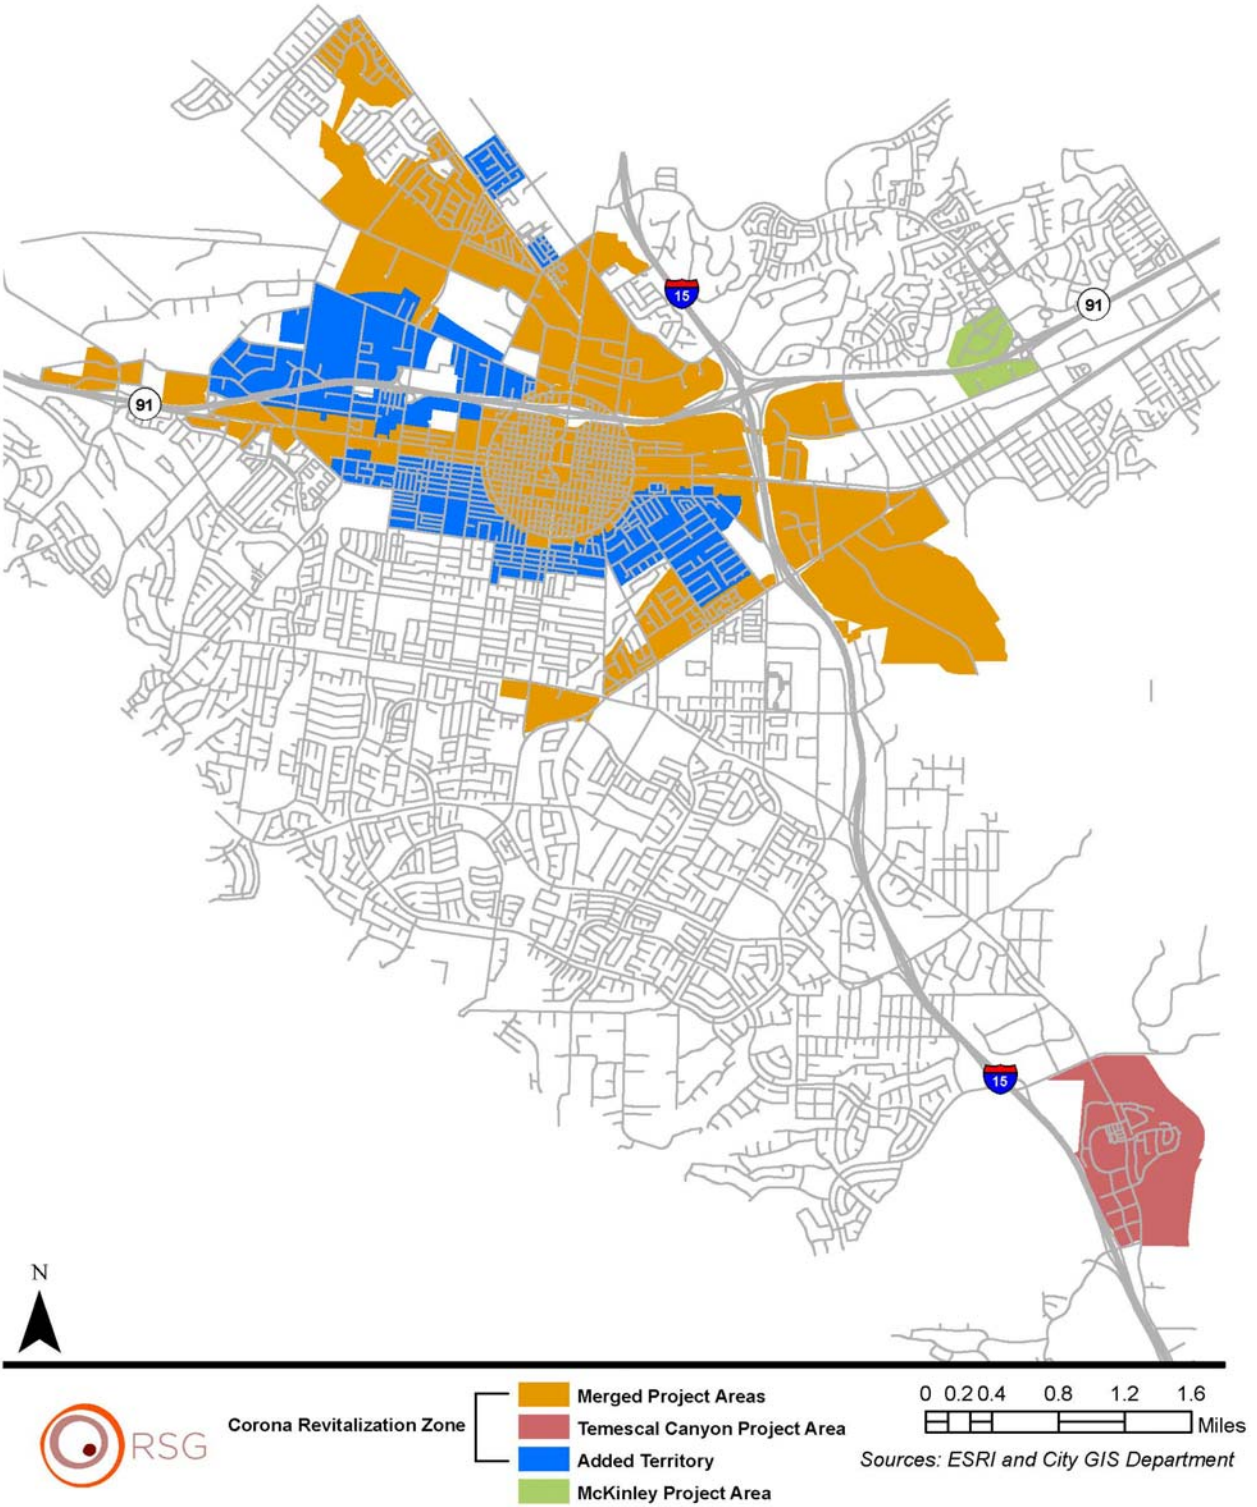 15
91
91
15
N
RSG
Corona Revitalization Zone
Merged Project Areas
Temescal Canyon Project Area
Added Territory
McKinley Project Area
0 0.2 0.4 0.8 1.2 1.6
Miles
Sources: ESRI and City GIS Department